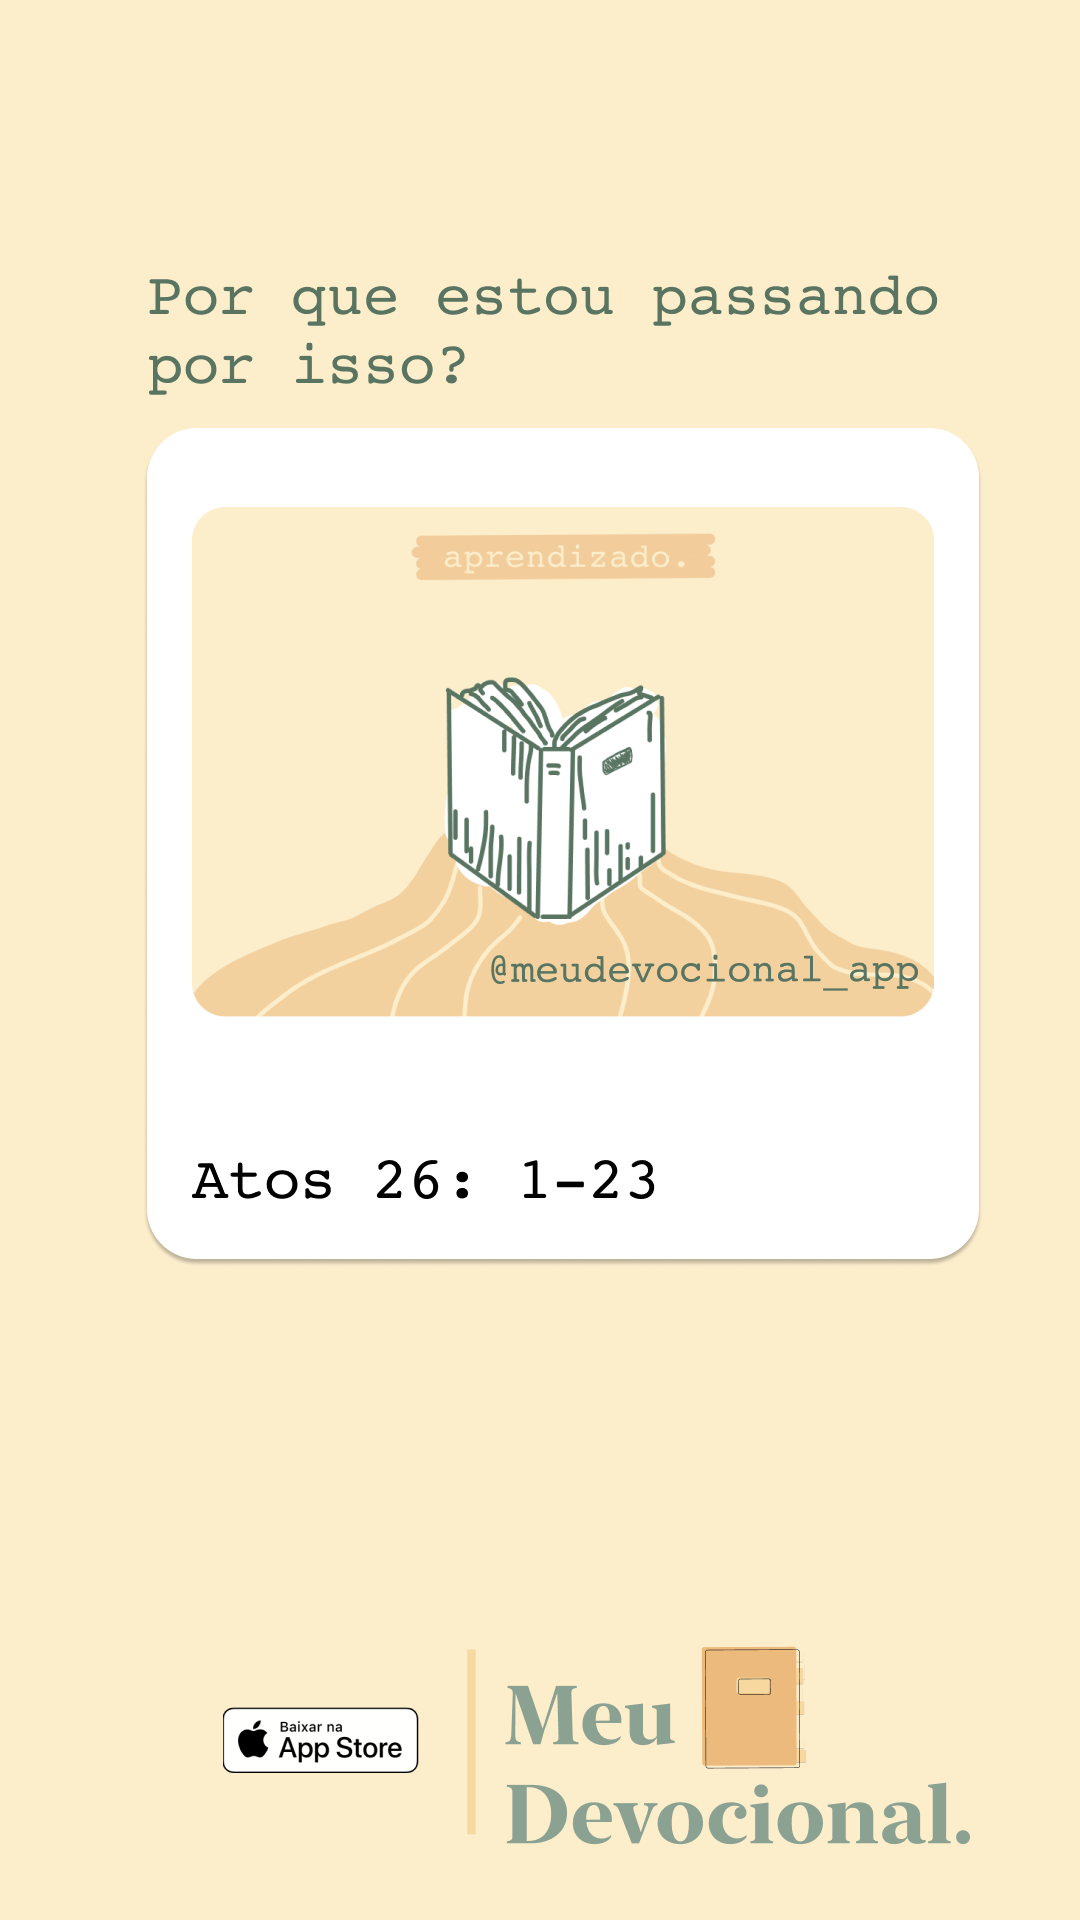 Por que estou passando
por isso?
aprendizado.
@meudevocional_app
Atos 26: 1-23
Baixar na
App Store
Meu
Devocional.